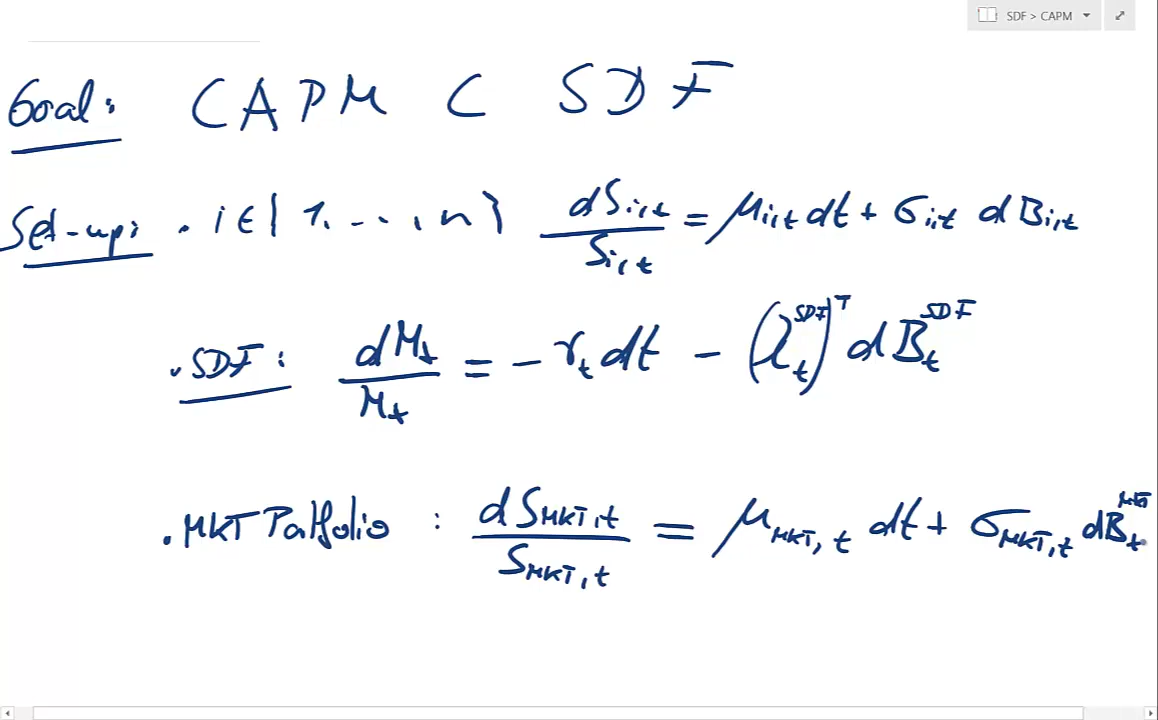 SDF > CAPM
Goal: CAPM ⊂ SDF
Set-up: . i ∈ { 1, ..., n } dS_{i,t} / S_{i,t} = μ_{i,t} dt + σ_{i,t} dB_{i,t}
. SDF: dM_t / M_t = - r_t dt - (λ_t^{SDF})^T dB_t^{SDF}
. MKT Portfolio : dS_{MKT,t} / S_{MKT,t} = μ_{MKT,t} dt + σ_{MKT,t} dB_t^{MKT}